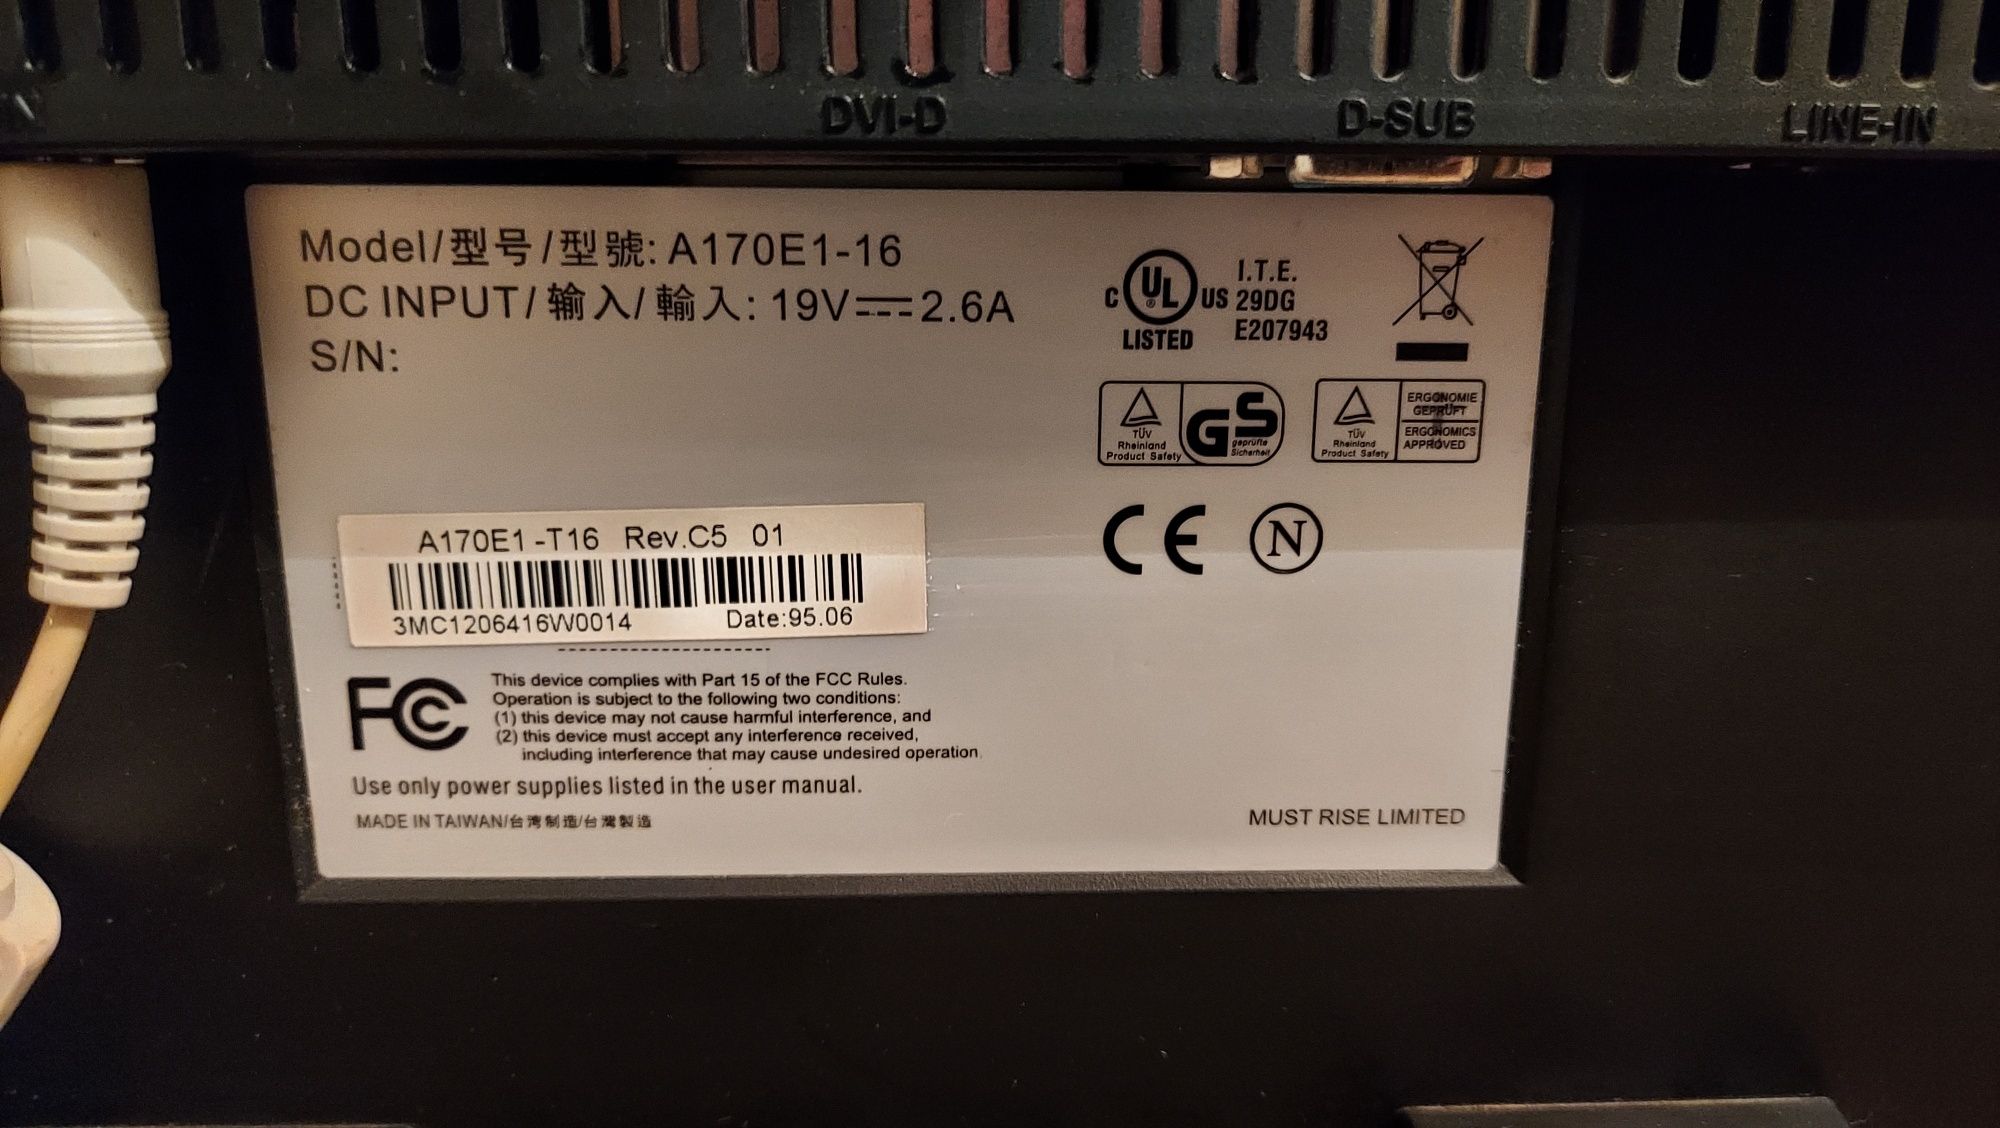 DVI-D
D-SUB
LINE-IN
Model/型号/型號: A170E1-16
DC INPUT/输入/輸入: 19V⎓2.6A
S/N:
C UL ® US LISTED
I.T.E.
29DG
E207943
TÜV
Rheinland
Product Safety
GS
geprüfte
Sicherheit
TÜV
Rheinland
Product Safety
ERGONOMIE
GEPRÜFT
ERGONOMICS
APPROVED
CE N
A170E1-T16 Rev.C5 01
3MC1206416W0014 Date:95.06
FC
This device complies with Part 15 of the FCC Rules.
Operation is subject to the following two conditions:
(1) this device may not cause harmful interference, and
(2) this device must accept any interference received,
including interference that may cause undesired operation.
Use only power supplies listed in the user manual.
MADE IN TAIWAN/台湾制造/台灣製造
MUST RISE LIMITED